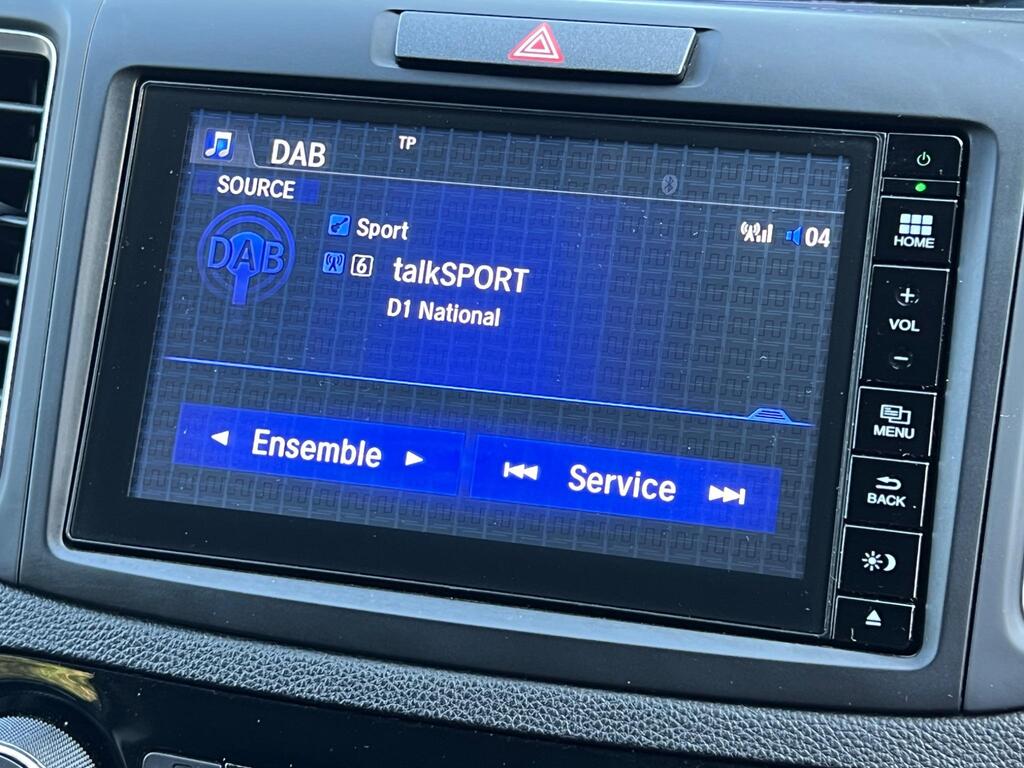 DAB
TP
SOURCE
DAB
Sport
04
6
talkSPORT
D1 National
Ensemble
Service
HOME
+
VOL
-
MENU
BACK